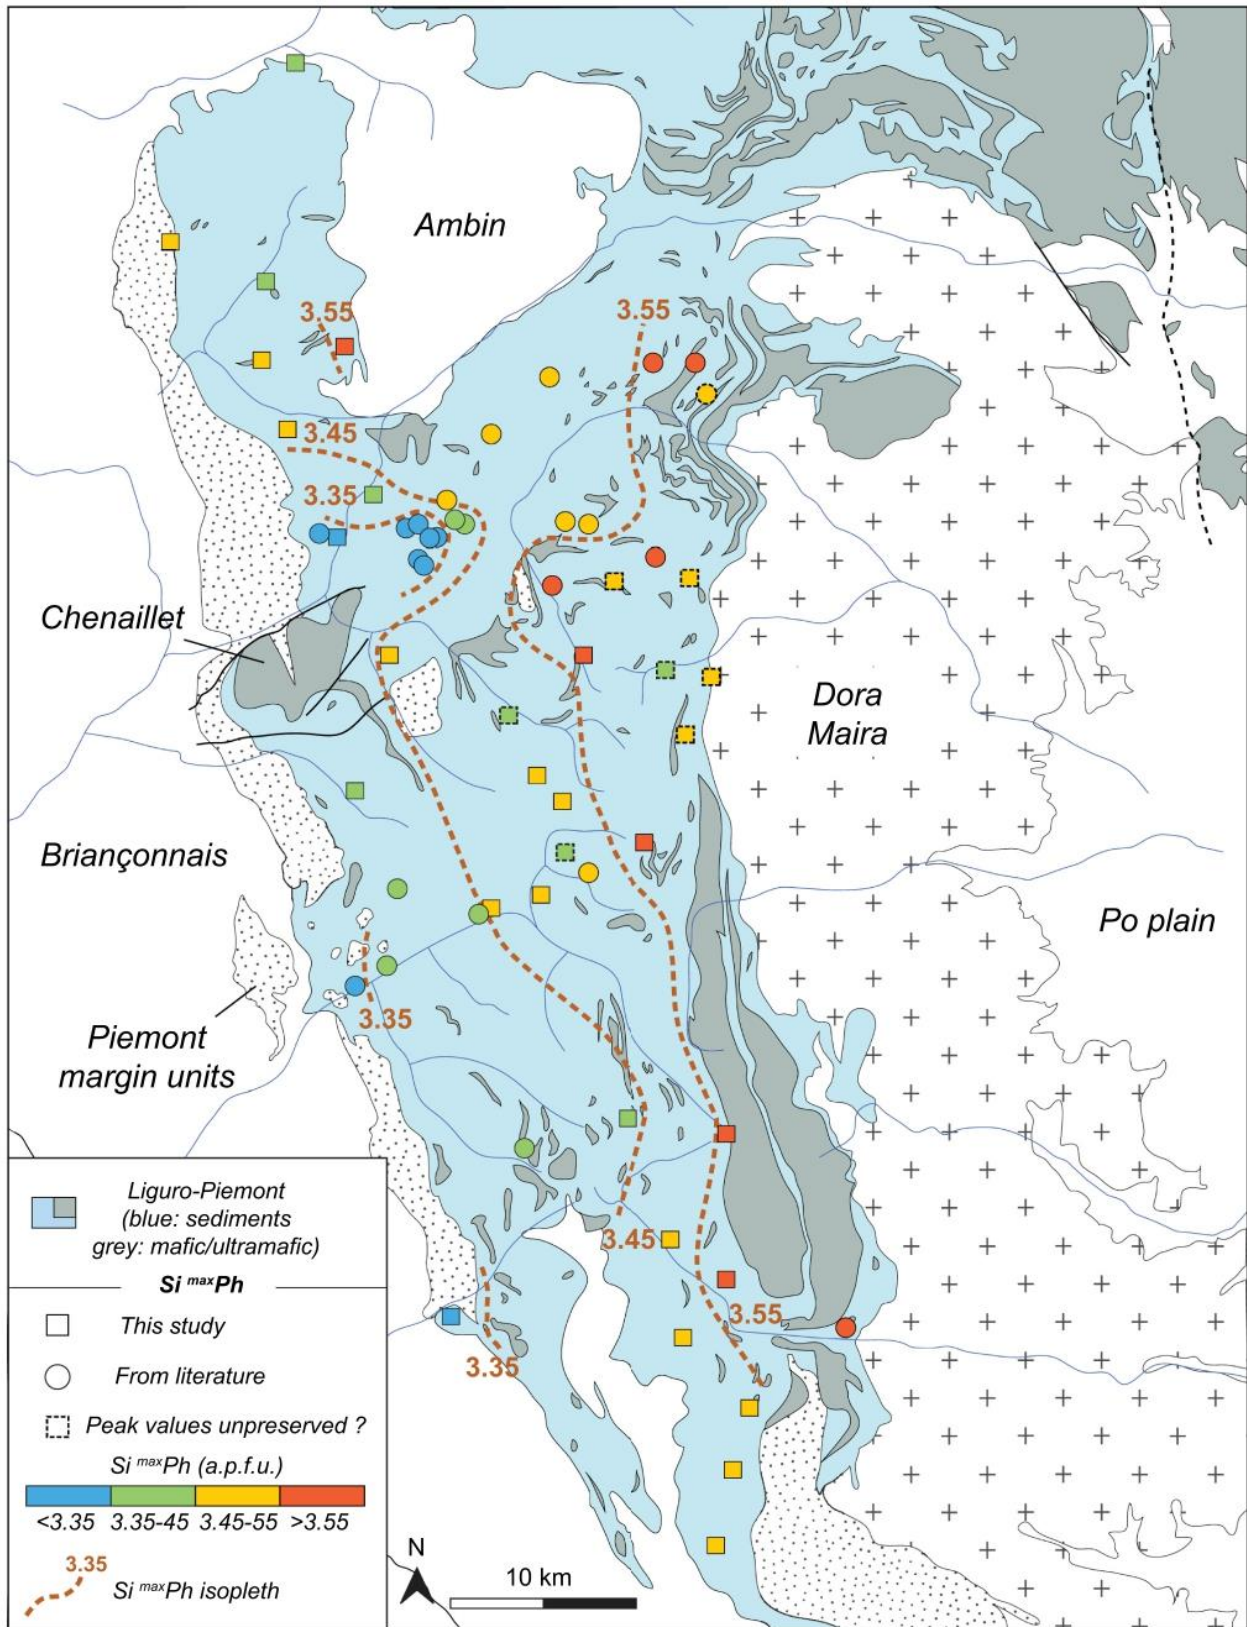 Ambin
3.55
3.55
3.45
3.35
Chenaillet
Dora
Maira
Briançonnais
Po plain
Piemont
margin units
3.35
3.45
3.55
3.35
Liguro-Piemont
(blue: sediments
grey: mafic/ultramafic)
Si maxPh
This study
From literature
Peak values unpreserved ?
Si maxPh (a.p.f.u.)
<3.35 3.35-45 3.45-55 >3.55
3.35
Si maxPh isopleth
N
10 km